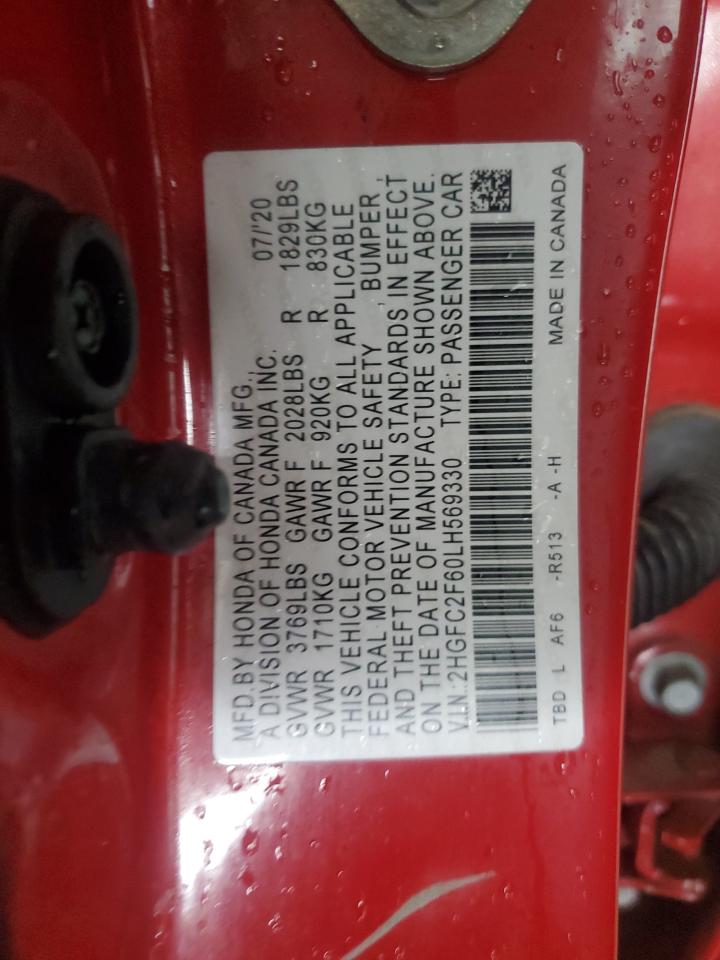 MFD.BY HONDA OF CANADA MFG., 07/'20
A DIVISION OF HONDA CANADA INC.
GVWR 3769LBS GAWR F 2028LBS R 1829LBS
GVWR 1710KG GAWR F 920KG R 830KG
THIS VEHICLE CONFORMS TO ALL APPLICABLE
FEDERAL MOTOR VEHICLE SAFETY, BUMPER,
AND THEFT PREVENTION STANDARDS IN EFFECT
ON THE DATE OF MANUFACTURE SHOWN ABOVE.
V.I.N.:2HGFC2F60LH569330 TYPE: PASSENGER CAR
TBD L AF6 -R513 -A -H MADE IN CANADA